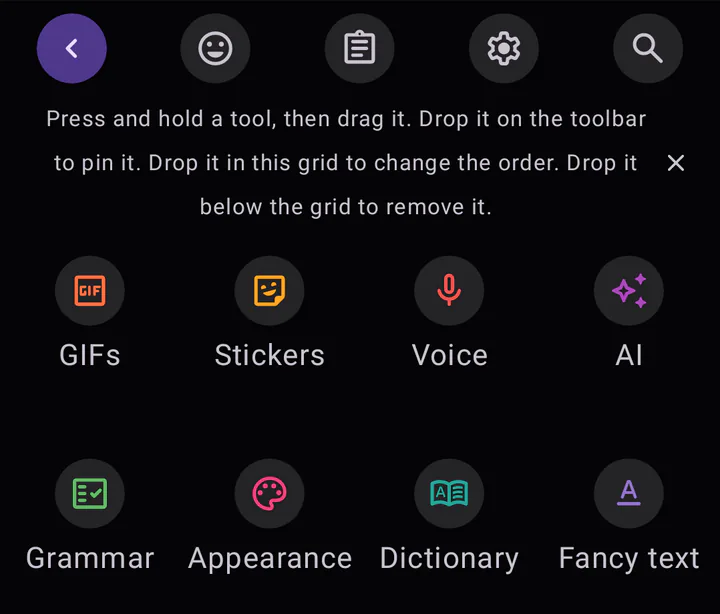 Press and hold a tool, then drag it. Drop it on the toolbar
to pin it. Drop it in this grid to change the order. Drop it
below the grid to remove it.
GIF
GIFs
Stickers
Voice
AI
A
A
Grammar
Appearance
Dictionary
Fancy text